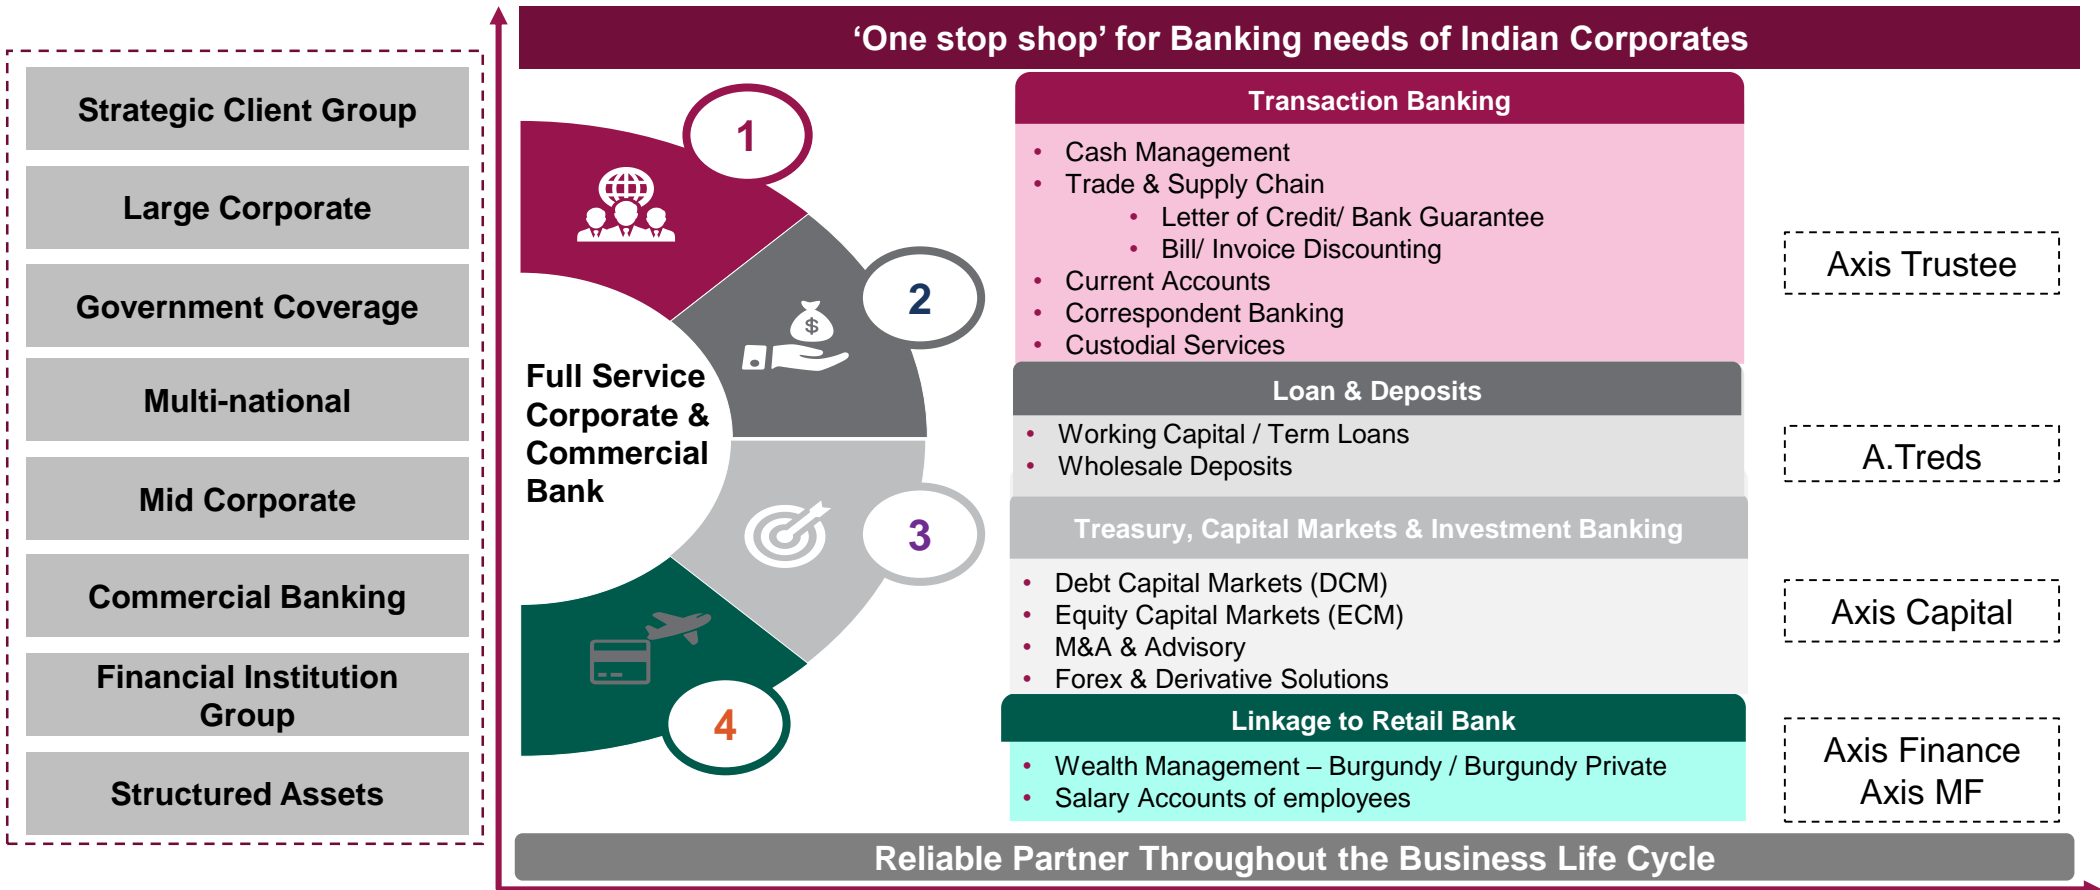 ‘One stop shop’ for Banking needs of Indian Corporates
Strategic Client Group
Large Corporate
Government Coverage
Multi-national
Mid Corporate
Commercial Banking
Financial Institution
Group
Structured Assets
1
2
3
4
$
Full Service
Corporate &
Commercial
Bank
Transaction Banking
• Cash Management
• Trade & Supply Chain
• Letter of Credit/ Bank Guarantee
• Bill/ Invoice Discounting
• Current Accounts
• Correspondent Banking
• Custodial Services
Loan & Deposits
• Working Capital / Term Loans
• Wholesale Deposits
Treasury, Capital Markets & Investment Banking
• Debt Capital Markets (DCM)
• Equity Capital Markets (ECM)
• M&A & Advisory
• Forex & Derivative Solutions
Linkage to Retail Bank
• Wealth Management – Burgundy / Burgundy Private
• Salary Accounts of employees
Axis Trustee
A.Treds
Axis Capital
Axis Finance
Axis MF
Reliable Partner Throughout the Business Life Cycle